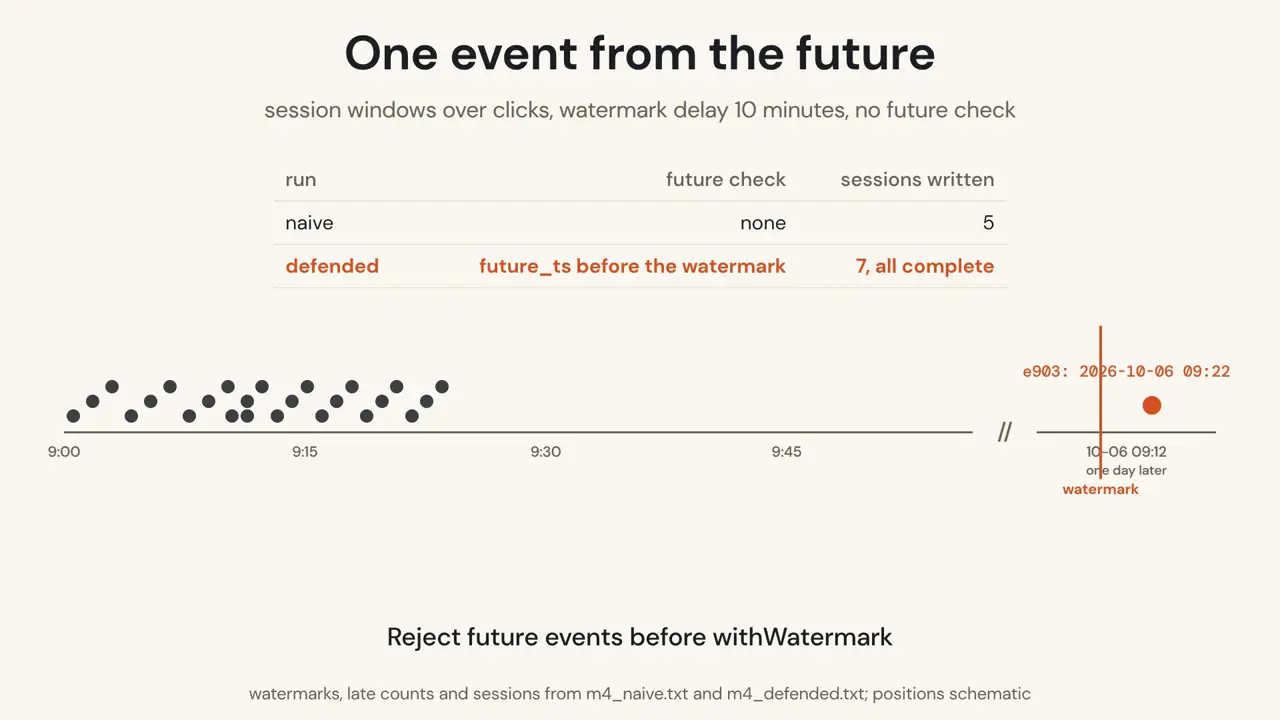 One event from the future
session windows over clicks, watermark delay 10 minutes, no future check
run future check sessions written
naive none 5
defended future_ts before the watermark 7, all complete
e903: 2026-10-06 09:22
//
9:00 9:15 9:30 9:45 10-06 09:12
one day later
watermark
Reject future events before withWatermark
watermarks, late counts and sessions from m4_naive.txt and m4_defended.txt; positions schematic